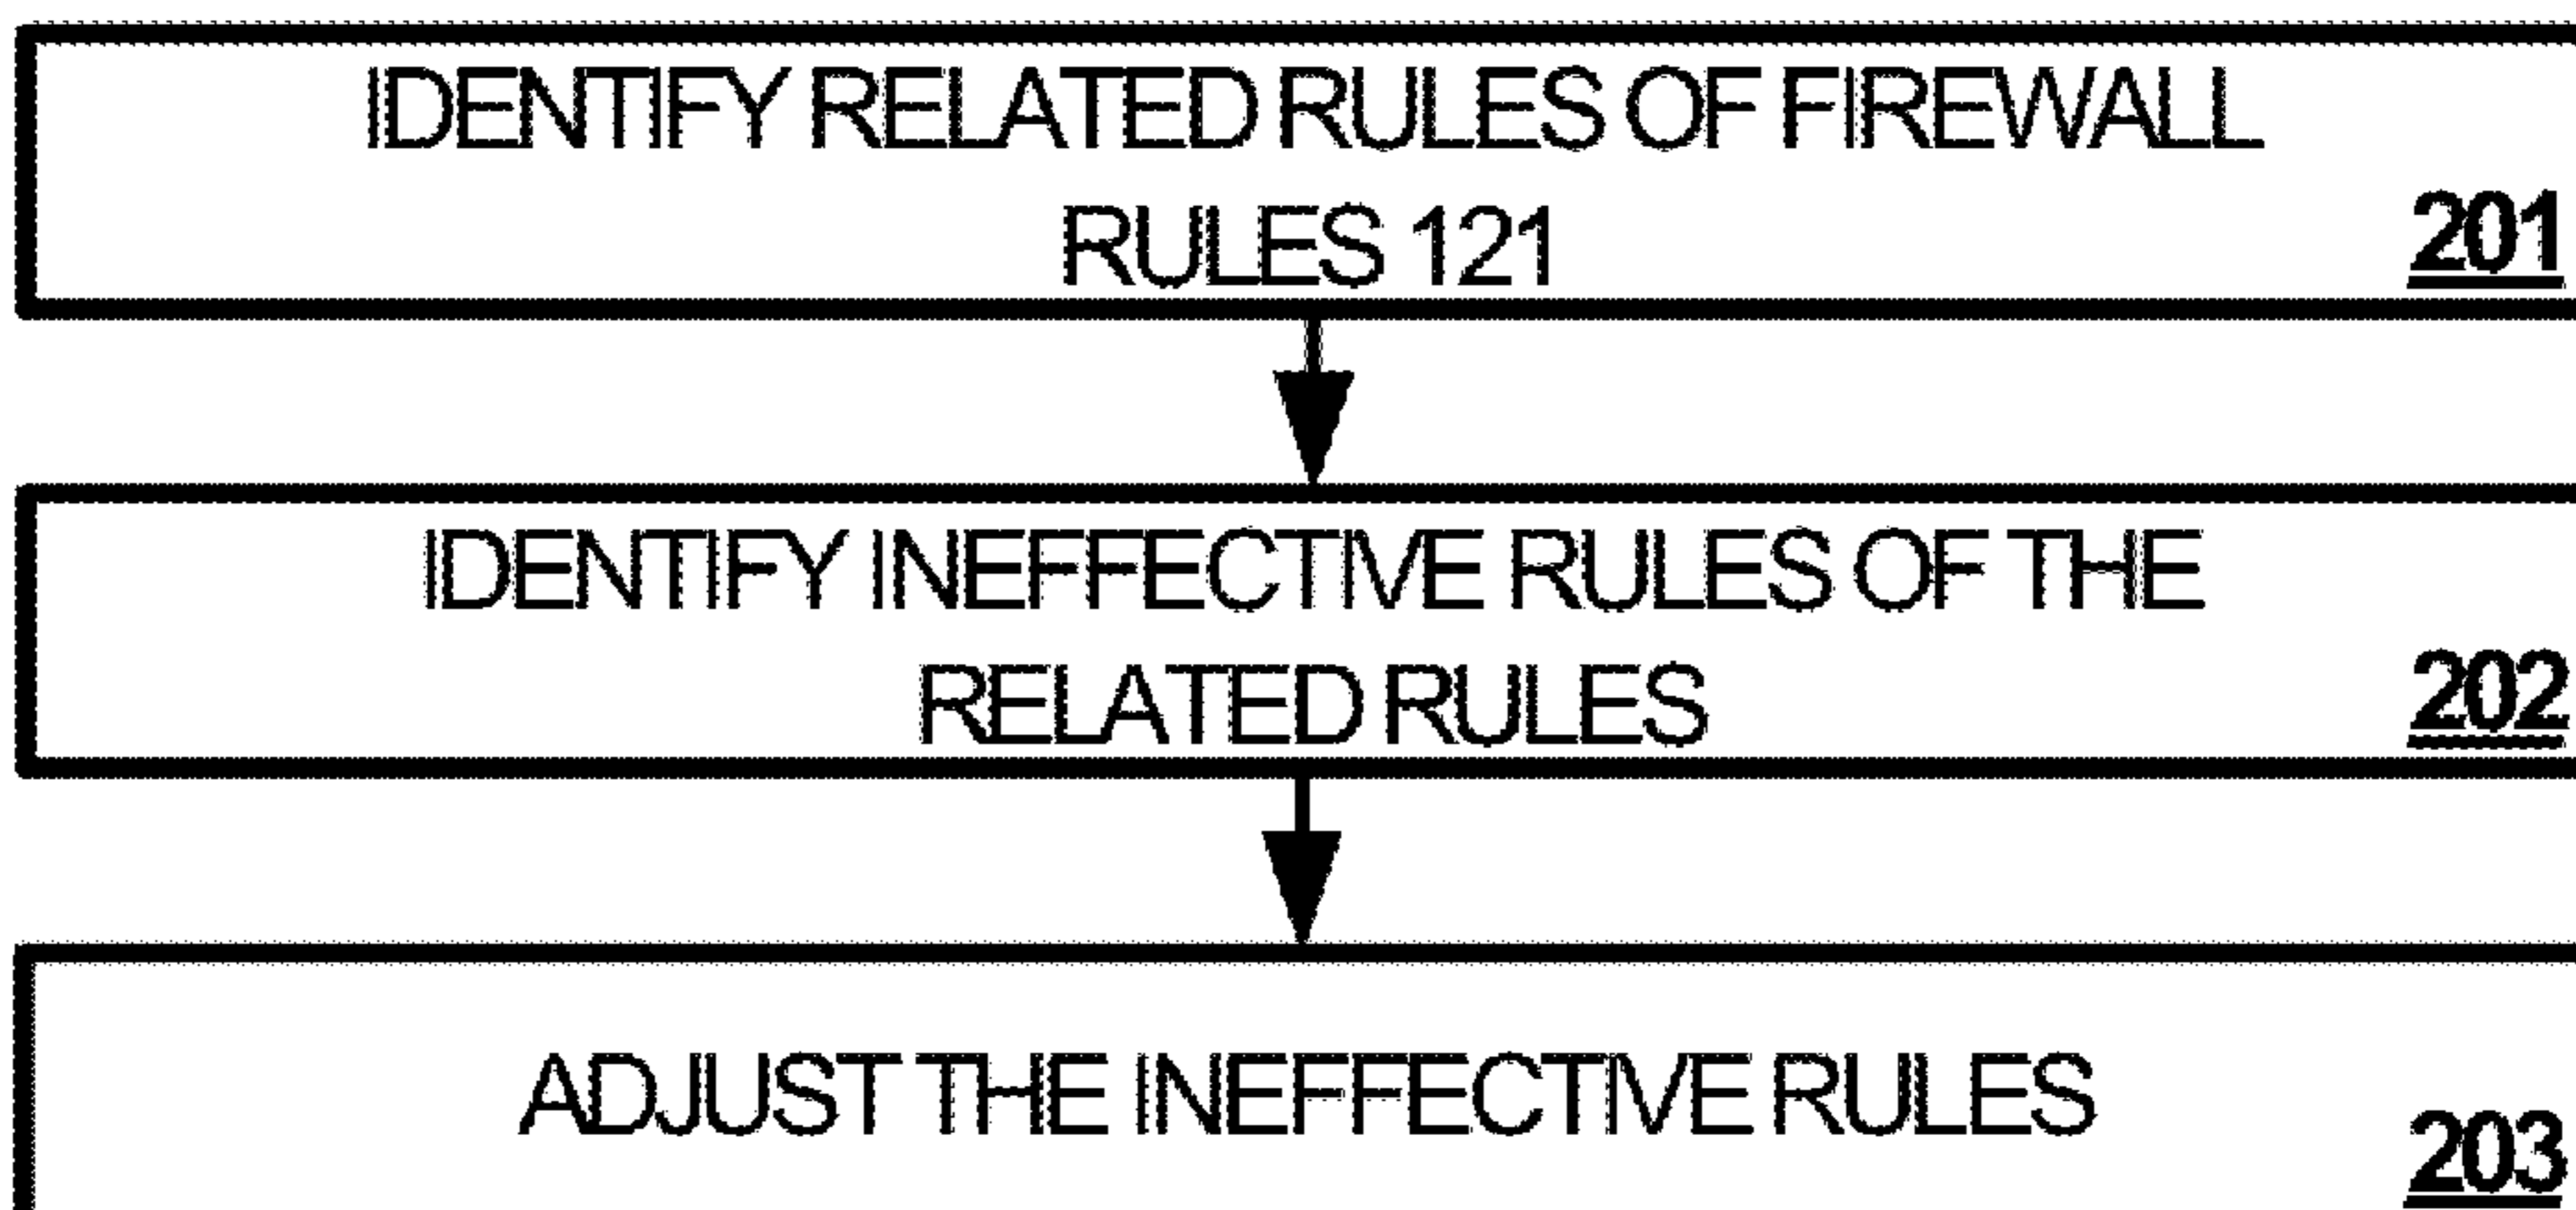 IDENTIFY RELATED RULES OF FIREWALL
RULES 121
201
IDENTIFY INEFFECTIVE RULES OF THE
RELATED RULES
202
ADJUST THE INEFFECTIVE RULES
203